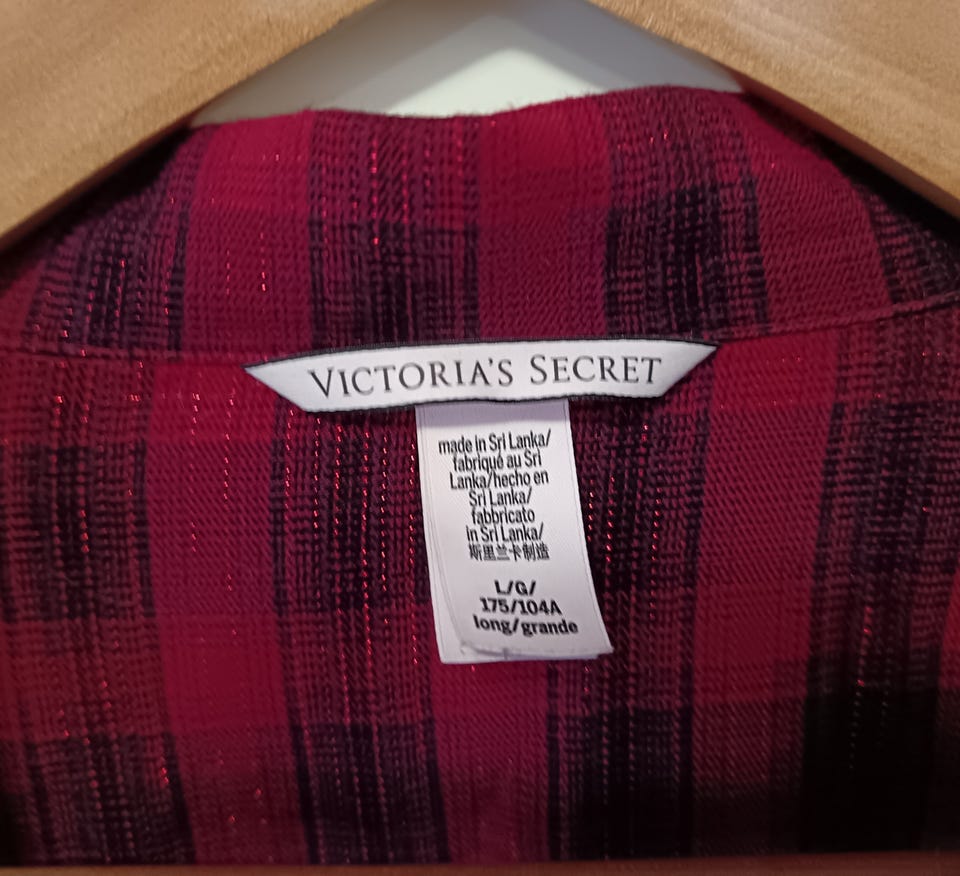 VICTORIA'S SECRET
made in Sri Lanka/
fabriqué au Sri
Lanka/hecho en
Sri Lanka/
fabbricato
in Sri Lanka/
斯里兰卡制造
L/G/
175/104A
long/grande